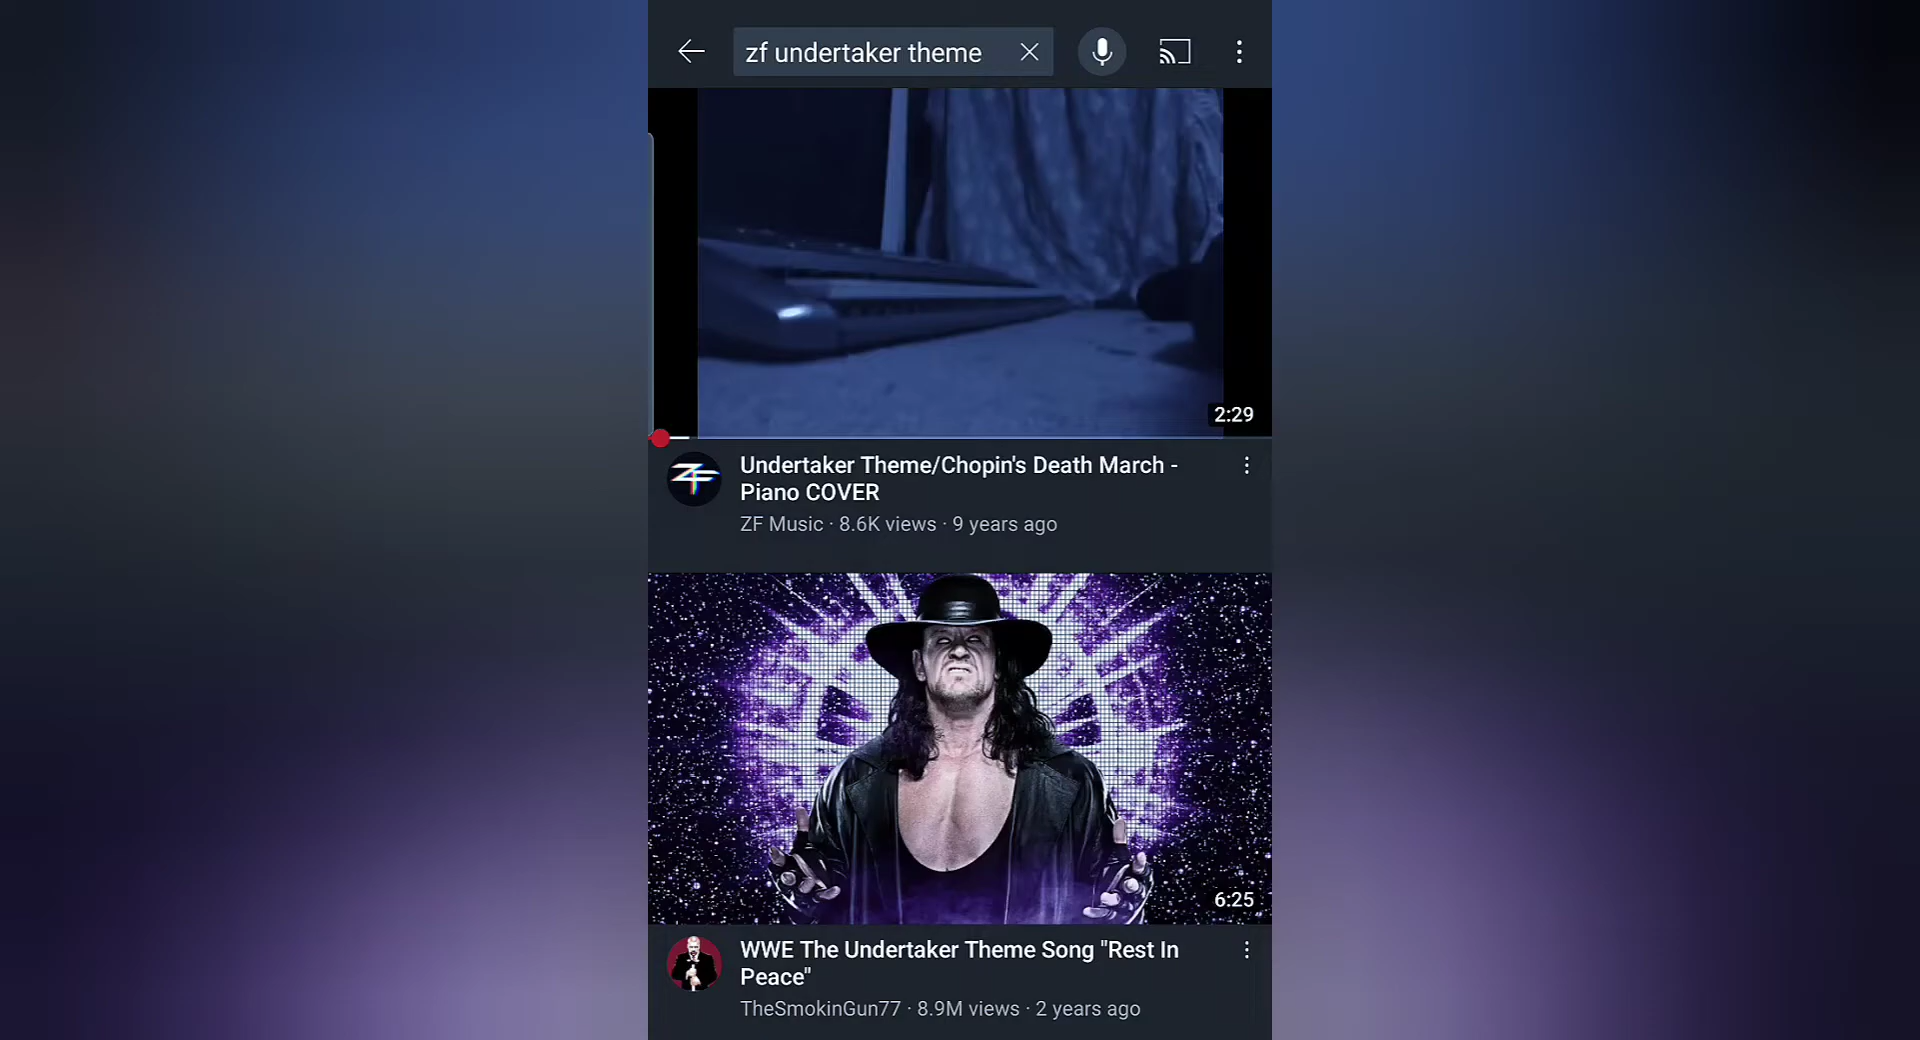 zf undertaker theme
2:29
ZF
Undertaker Theme/Chopin's Death March -
Piano COVER
ZF Music · 8.6K views · 9 years ago
6:25
WWE The Undertaker Theme Song "Rest In
Peace"
TheSmokinGun77 · 8.9M views · 2 years ago